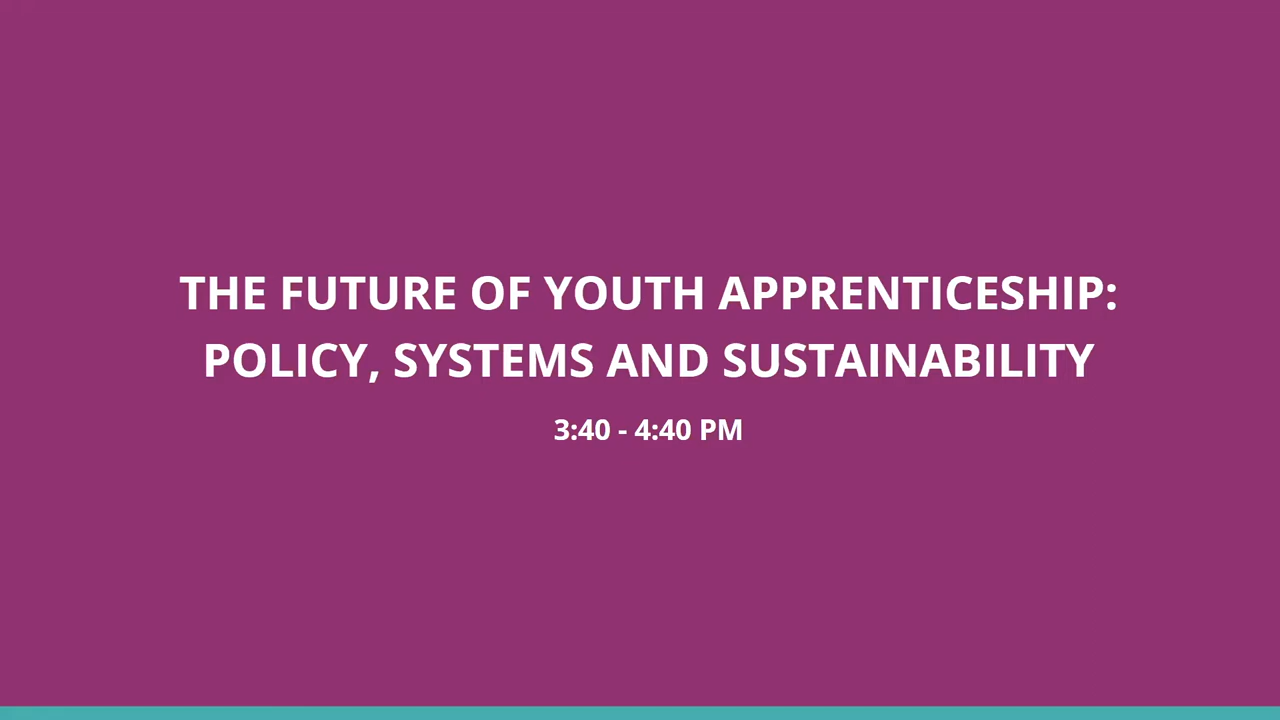 THE FUTURE OF YOUTH APPRENTICESHIP:
POLICY, SYSTEMS AND SUSTAINABILITY
3:40 - 4:40 PM